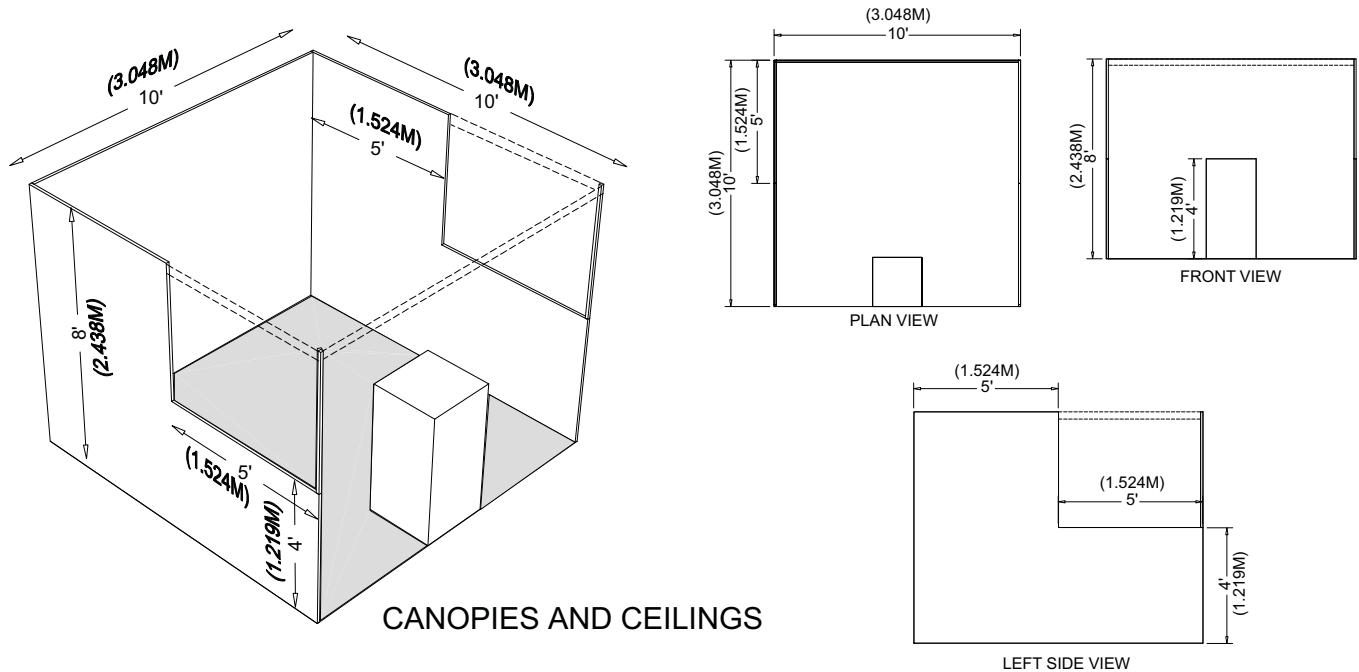 (3.048M)
10'
(3.048M)
10'
(1.524M)
5'
8'
(2.438M)
5'
(1.524M)
4'
(1.219M)
CANOPIES AND CEILINGS
(3.048M)
10'
(1.524M)
5'
(3.048M)
10'
PLAN VIEW
(2.438M)
8'
(1.219M)
4'
FRONT VIEW
(1.524M)
5'
(1.524M)
5'
4'
(1.219M)
LEFT SIDE VIEW